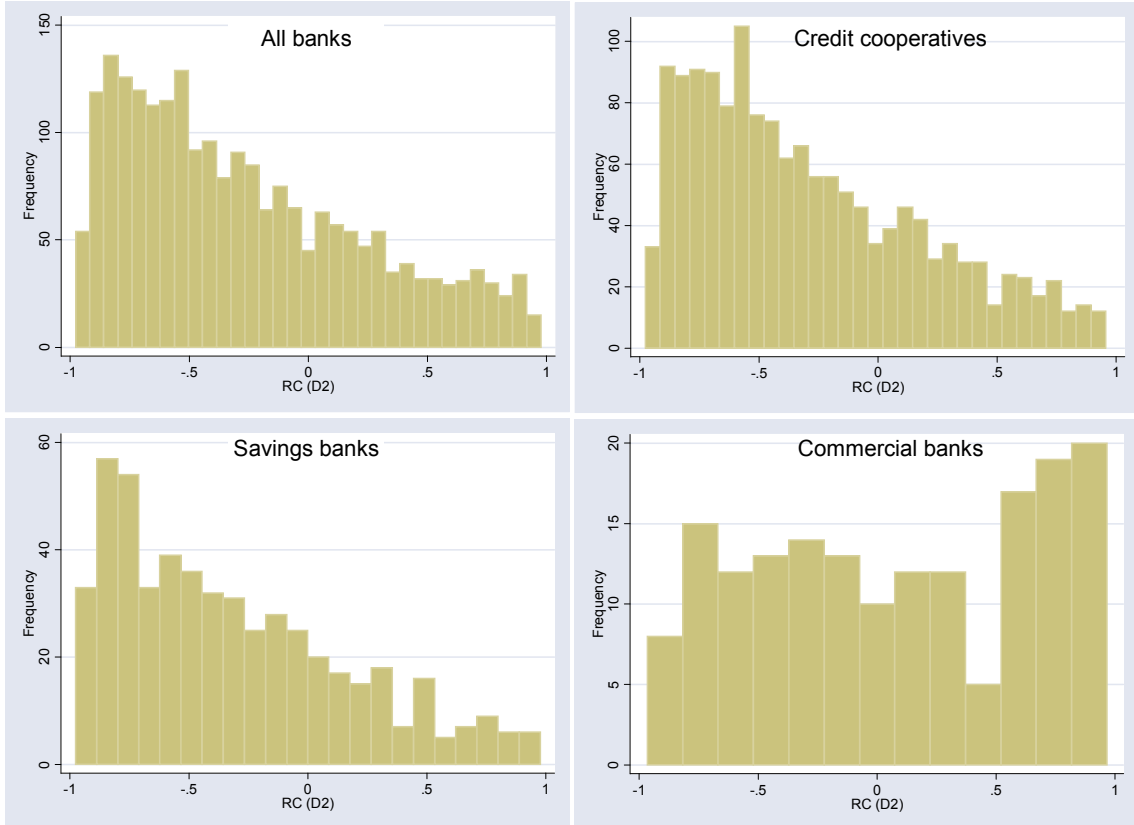 All banks
150
100
50
0
Frequency
-1 -.5 0 .5 1
RC (D2)
Credit cooperatives
100
80
60
40
20
0
Frequency
-1 -.5 0 .5 1
RC (D2)
Savings banks
60
40
20
0
Frequency
-1 -.5 0 .5 1
RC (D2)
Commercial banks
20
15
10
5
0
Frequency
-1 -.5 0 .5 1
RC (D2)